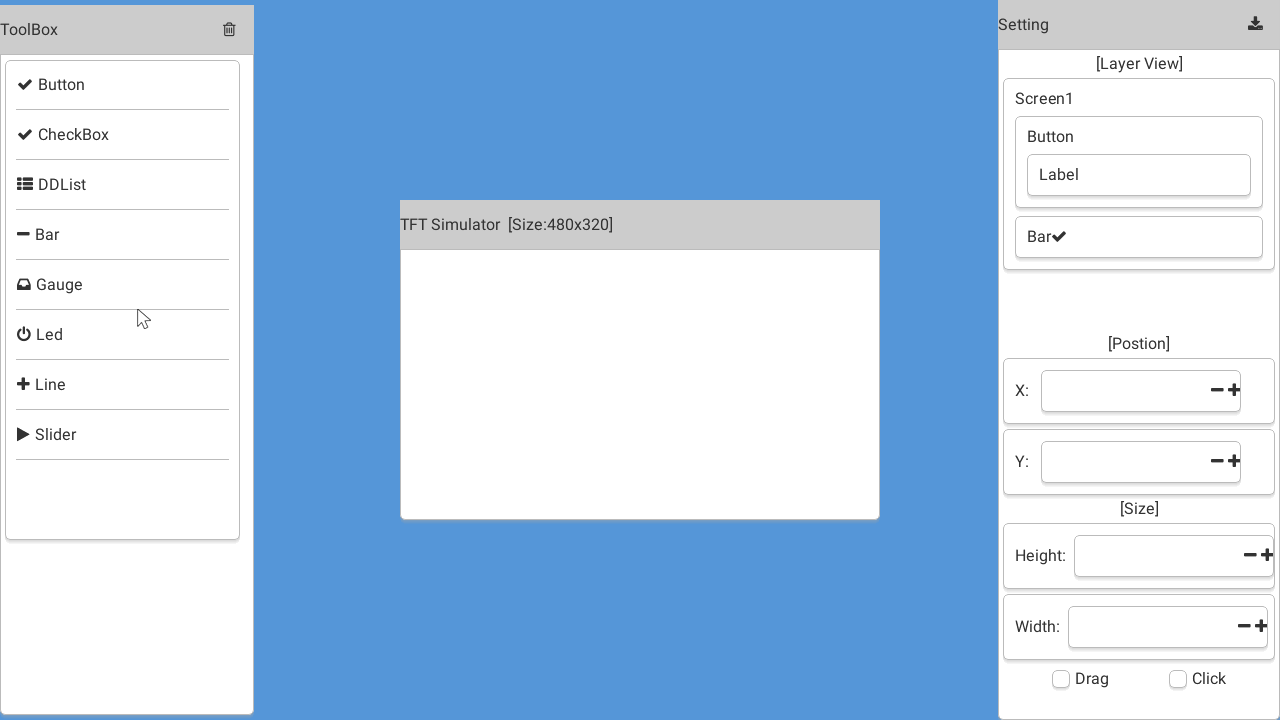 ToolBox
Button
CheckBox
DDList
Bar
Gauge
Led
Line
Slider
TFT Simulator [Size:480x320]
Setting
[Layer View]
Screen1
Button
Label
Bar
[Postion]
X:
Y:
[Size]
Height:
Width:
Drag Click